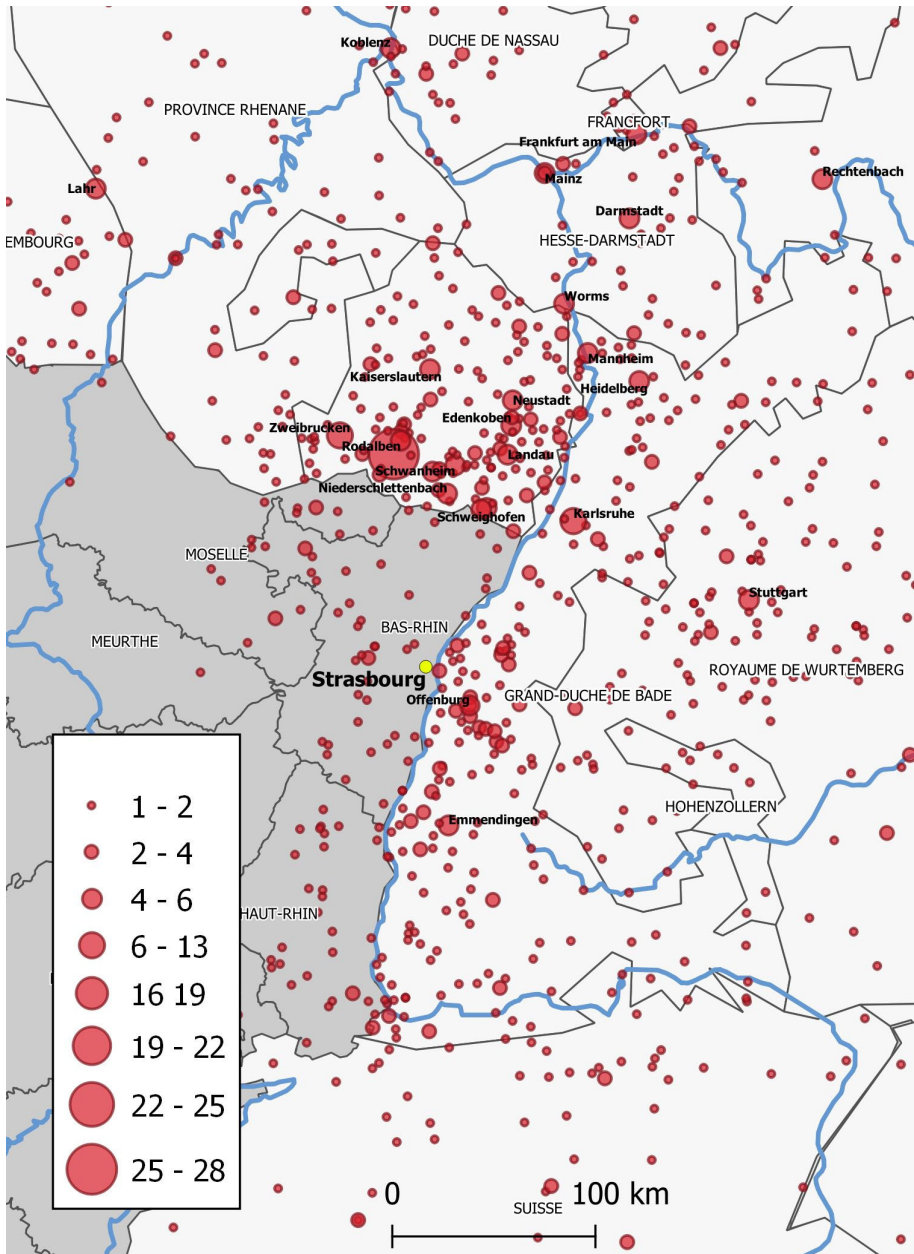 Koblenz
DUCHE DE NASSAU
PROVINCE RHENANE
FRANCFORT
Frankfurt am Main
Mainz
Rechtenbach
Lahr
Darmstadt
EMBOURG
HESSE-DARMSTADT
Worms
Mannheim
Kaiserslautern
Heidelberg
Neustadt
Edenkoben
Zweibrucken
Rodalben
Landau
Schwanheim
Niederschlettenbach
Schweighofen
Karlsruhe
MOSELLE
Stuttgart
BAS-RHIN
MEURTHE
ROYAUME DE WURTEMBERG
Strasbourg
GRAND-DUCHE DE BADE
Offenburg
HOHENZOLLERN
Emmendingen
HAUT-RHIN
1 - 2
2 - 4
4 - 6
6 - 13
16 19
19 - 22
22 - 25
25 - 28
0 100 km
SUISSE